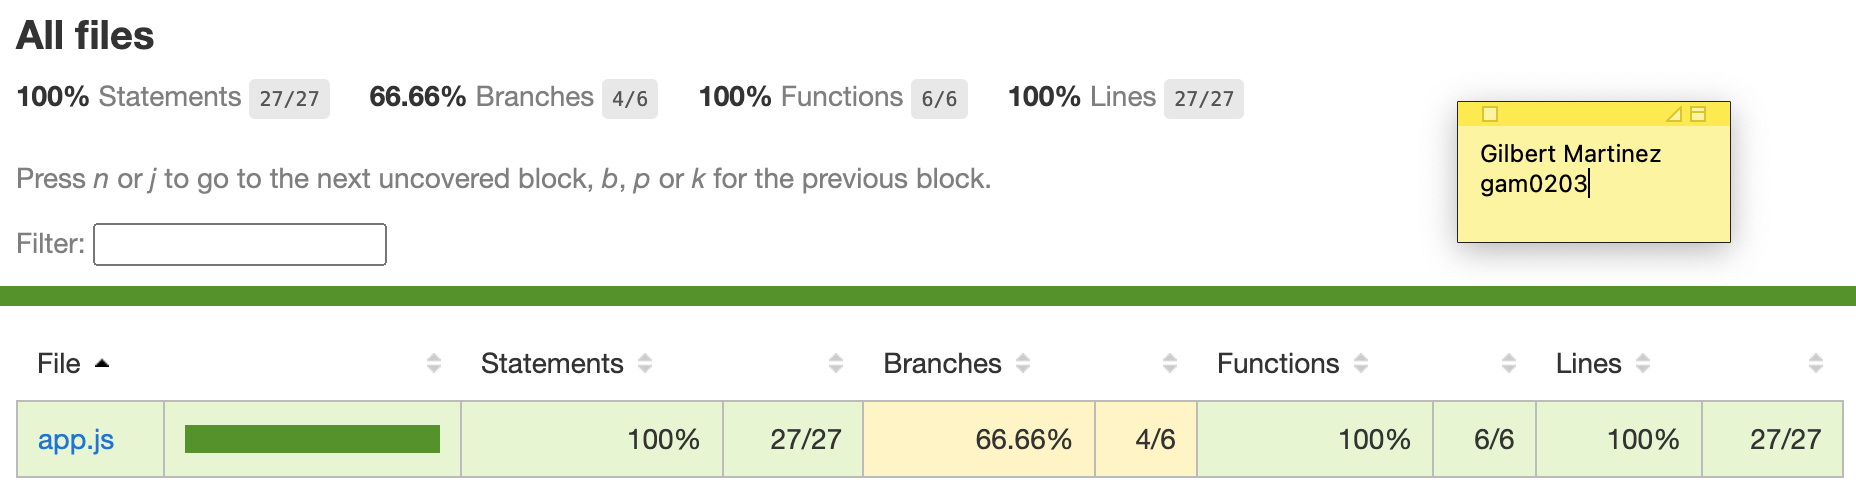 All files
100% Statements 27/27 66.66% Branches 4/6 100% Functions 6/6 100% Lines 27/27
Gilbert Martinez
gam0203
Press n or j to go to the next uncovered block, b, p or k for the previous block.
Filter:
File Statements Branches Functions Lines
app.js 100% 27/27 66.66% 4/6 100% 6/6 100% 27/27